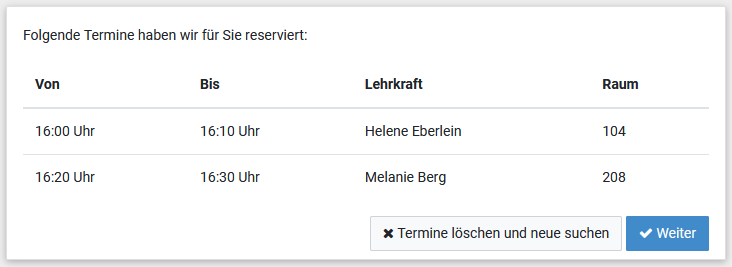 Folgende Termine haben wir für Sie reserviert:
Von Bis Lehrkraft Raum
16:00 Uhr 16:10 Uhr Helene Eberlein 104
16:20 Uhr 16:30 Uhr Melanie Berg 208
Termine löschen und neue suchen Weiter